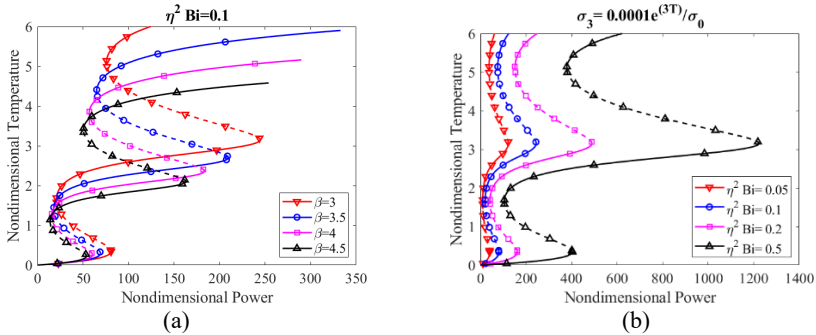 η² Bi=0.1
Nondimensional Temperature
6
5
4
3
2
1
0
0 50 100 150 200 250 300 350
Nondimensional Power
β=3
β=3.5
β=4
β=4.5
(a)
σ₃= 0.0001e⁽³ᵀ⁾/σ₀
Nondimensional Temperature
6
5
4
3
2
1
0
0 200 400 600 800 1000 1200 1400
Nondimensional Power
η² Bi= 0.05
η² Bi= 0.1
η² Bi= 0.2
η² Bi= 0.5
(b)